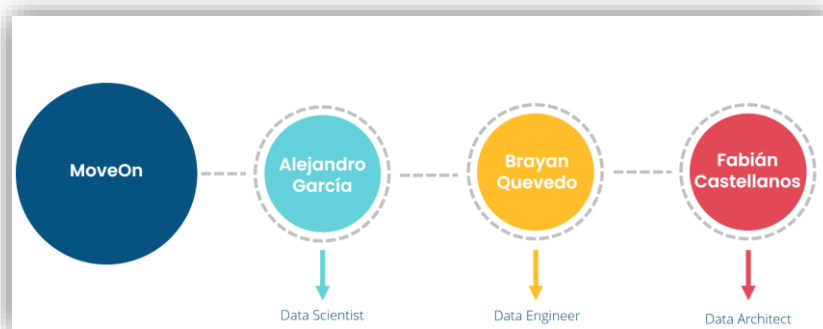 MoveOn
Alejandro
García
Brayan
Quevedo
Fabián
Castellanos
Data Scientist
Data Engineer
Data Architect